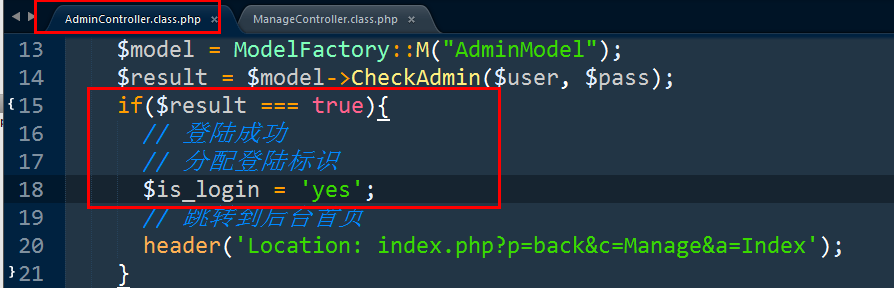 AdminController.class.php × ManageController.class.php ×
13 $model = ModelFactory::M("AdminModel");
14 $result = $model->CheckAdmin($user, $pass);
{15 if($result === true){
16 // 登陆成功
17 // 分配登陆标识
18 $is_login = 'yes';
19 // 跳转到后台首页
20 header('Location: index.php?p=back&c=Manage&a=Index');
}21 }